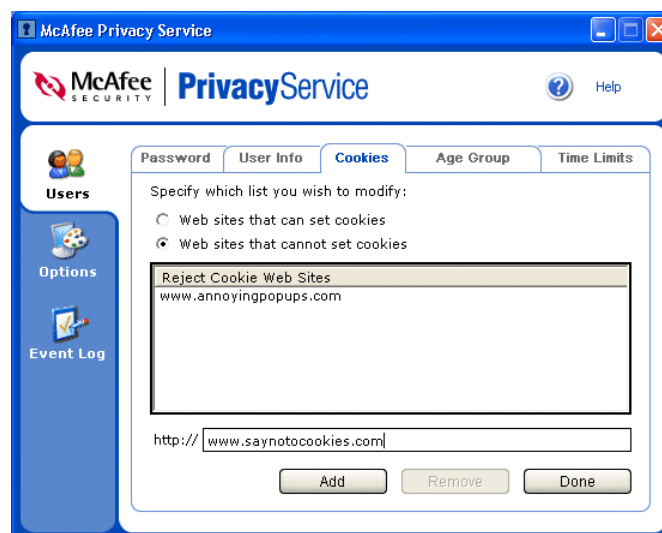 McAfee Privacy Service
McAfee SECURITY PrivacyService
Help
Users
Options
Event Log
Password User Info Cookies Age Group Time Limits
Specify which list you wish to modify:
Web sites that can set cookies
Web sites that cannot set cookies
Reject Cookie Web Sites
www.annoyingpopups.com
http:// www.saynotocookies.com
Add Remove Done